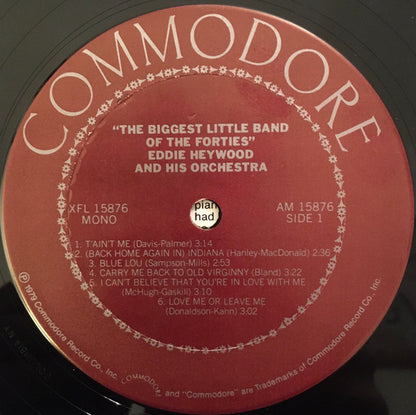 COMMODORE
"THE BIGGEST LITTLE BAND
OF THE FORTIES"
EDDIE HEYWOOD
AND HIS ORCHESTRA
XFL 15876
MONO
pian
had
AM 15876
SIDE 1
1. T'AINT ME (Davis-Palmer) 3:14
2. (BACK HOME AGAIN IN) INDIANA (Hanley-MacDonald) 2:36
3. BLUE LOU (Sampson-Mills) 2:53
4. CARRY ME BACK TO OLD VIRGINNY (Bland) 3:22
5. I CAN'T BELIEVE THAT YOU'RE IN LOVE WITH ME
(McHugh-Gaskill) 3:10
6. LOVE ME OR LEAVE ME
(Donaldson-Kahn) 3:02
Ⓟ 1979 Commodore Record Co., Inc. COMMODORE, and "Commodore" are Trademarks of Commodore Record Co. Inc.